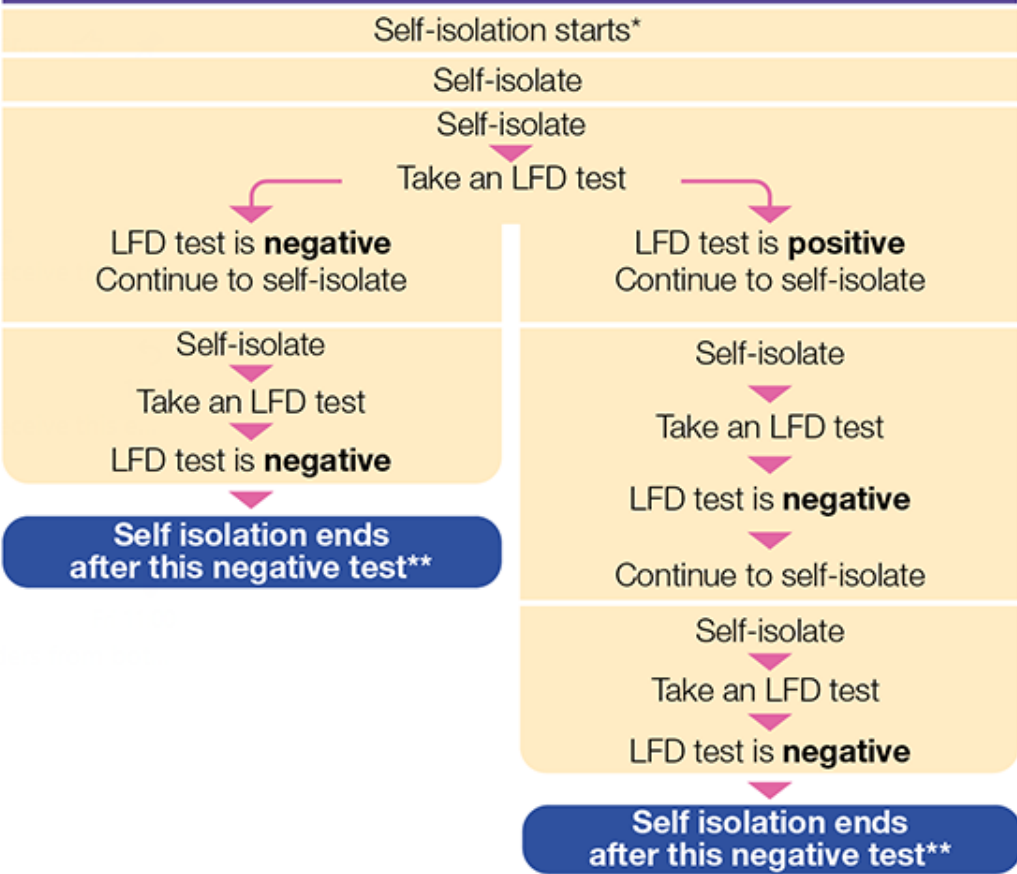 Self-isolation starts*
Self-isolate
Self-isolate
Take an LFD test
LFD test is negative
Continue to self-isolate
Self-isolate
Take an LFD test
LFD test is negative
Self isolation ends
after this negative test**
LFD test is positive
Continue to self-isolate
Self-isolate
Take an LFD test
LFD test is negative
Continue to self-isolate
Self-isolate
Take an LFD test
LFD test is negative
Self isolation ends
after this negative test**